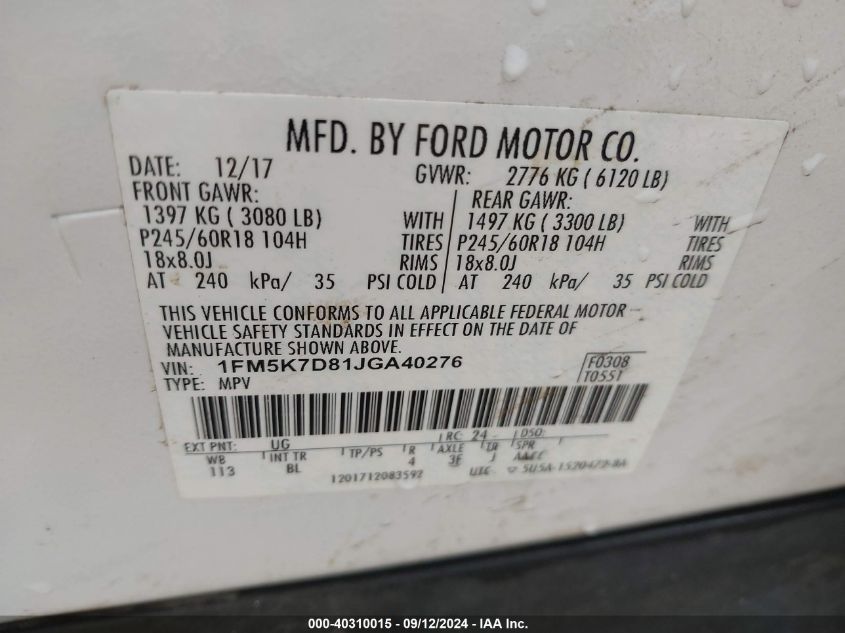 MFD. BY FORD MOTOR CO.
DATE: 12/17 GVWR: 2776 KG ( 6120 LB)
FRONT GAWR: REAR GAWR:
1397 KG ( 3080 LB) WITH 1497 KG ( 3300 LB) WITH
P245/60R18 104H TIRES P245/60R18 104H TIRES
18x8.0J RIMS 18x8.0J RIMS
AT 240 kPa/ 35 PSI COLD AT 240 kPa/ 35 PSI COLD
THIS VEHICLE CONFORMS TO ALL APPLICABLE FEDERAL MOTOR
VEHICLE SAFETY STANDARDS IN EFFECT ON THE DATE OF
MANUFACTURE SHOWN ABOVE.
VIN: 1FM5K7D81JGA40276 F0308
TYPE: MPV T0551
EXT PNT: UG RC: 24 DSO:
WB INT TR TP/PS R AXLE TR SPR
113 BL 4 3E J
1201712083592
000-40310015 - 09/12/2024 - IAA Inc.